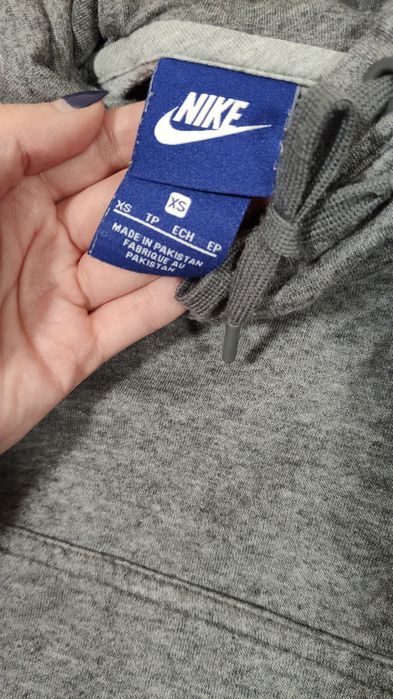 NIKE
XS
XS TP ECH EP
MADE IN PAKISTAN
FABRIQUE AU
PAKISTAN